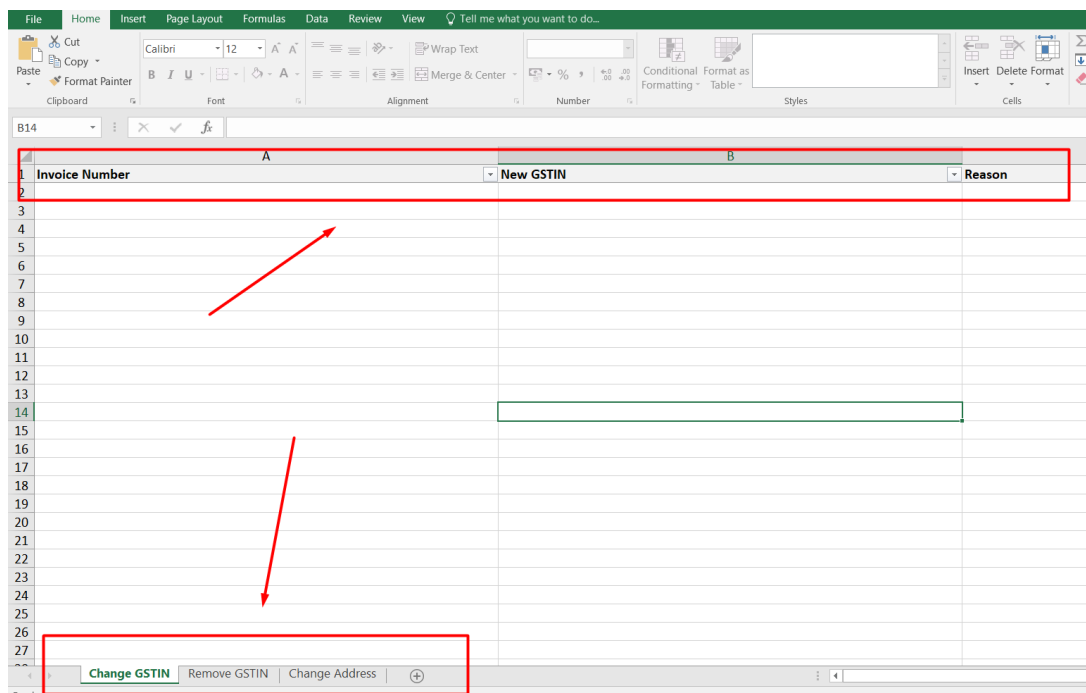 File Home Insert Page Layout Formulas Data Review View Tell me what you want to do...
Cut
Copy
Format Painter
Paste
Calibri 12 A A
B I U A
Wrap Text
Merge & Center
% , .0 .00 .00 .0
Conditional Formatting
Format as Table
Insert Delete Format
Clipboard Font Alignment Number Styles Cells
B14 fx
A B
1 Invoice Number New GSTIN Reason
2
3
4
5
6
7
8
9
10
11
12
13
14
15
16
17
18
19
20
21
22
23
24
25
26
27
Change GSTIN Remove GSTIN Change Address